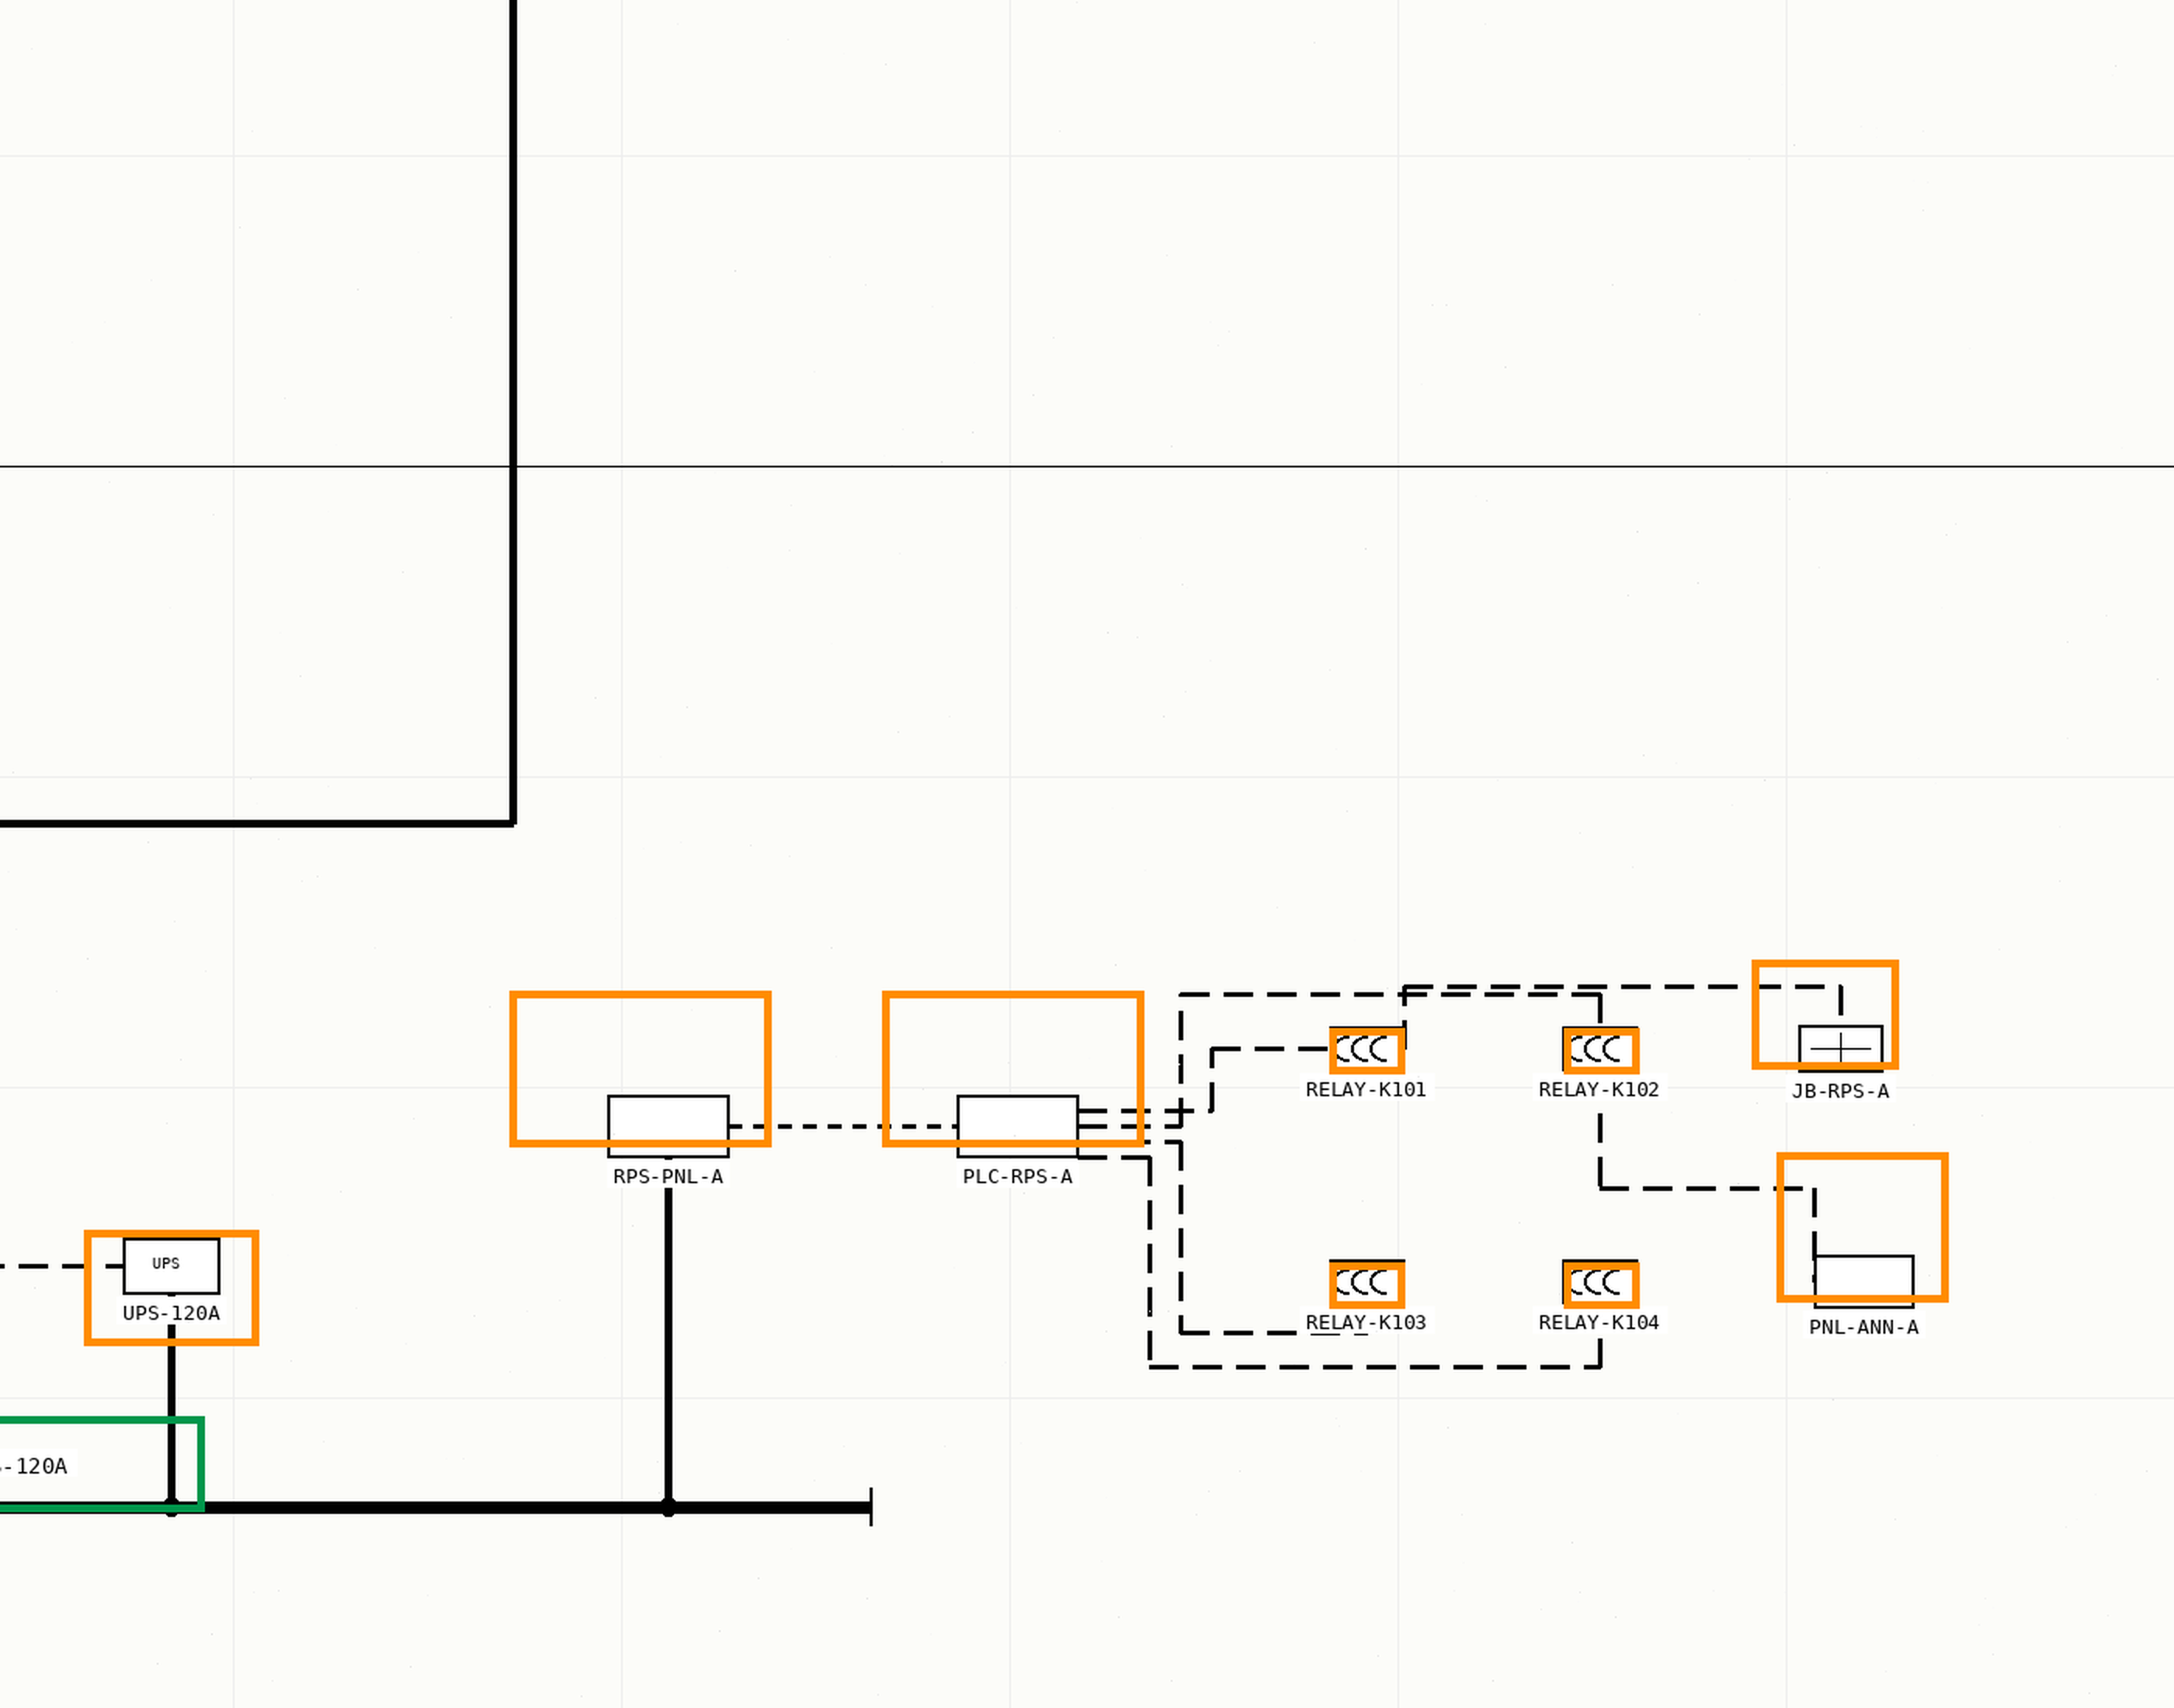 RELAY-K101
RELAY-K102
JB-RPS-A
RPS-PNL-A
PLC-RPS-A
UPS
UPS-120A
RELAY-K103
RELAY-K104
PNL-ANN-A
-120A